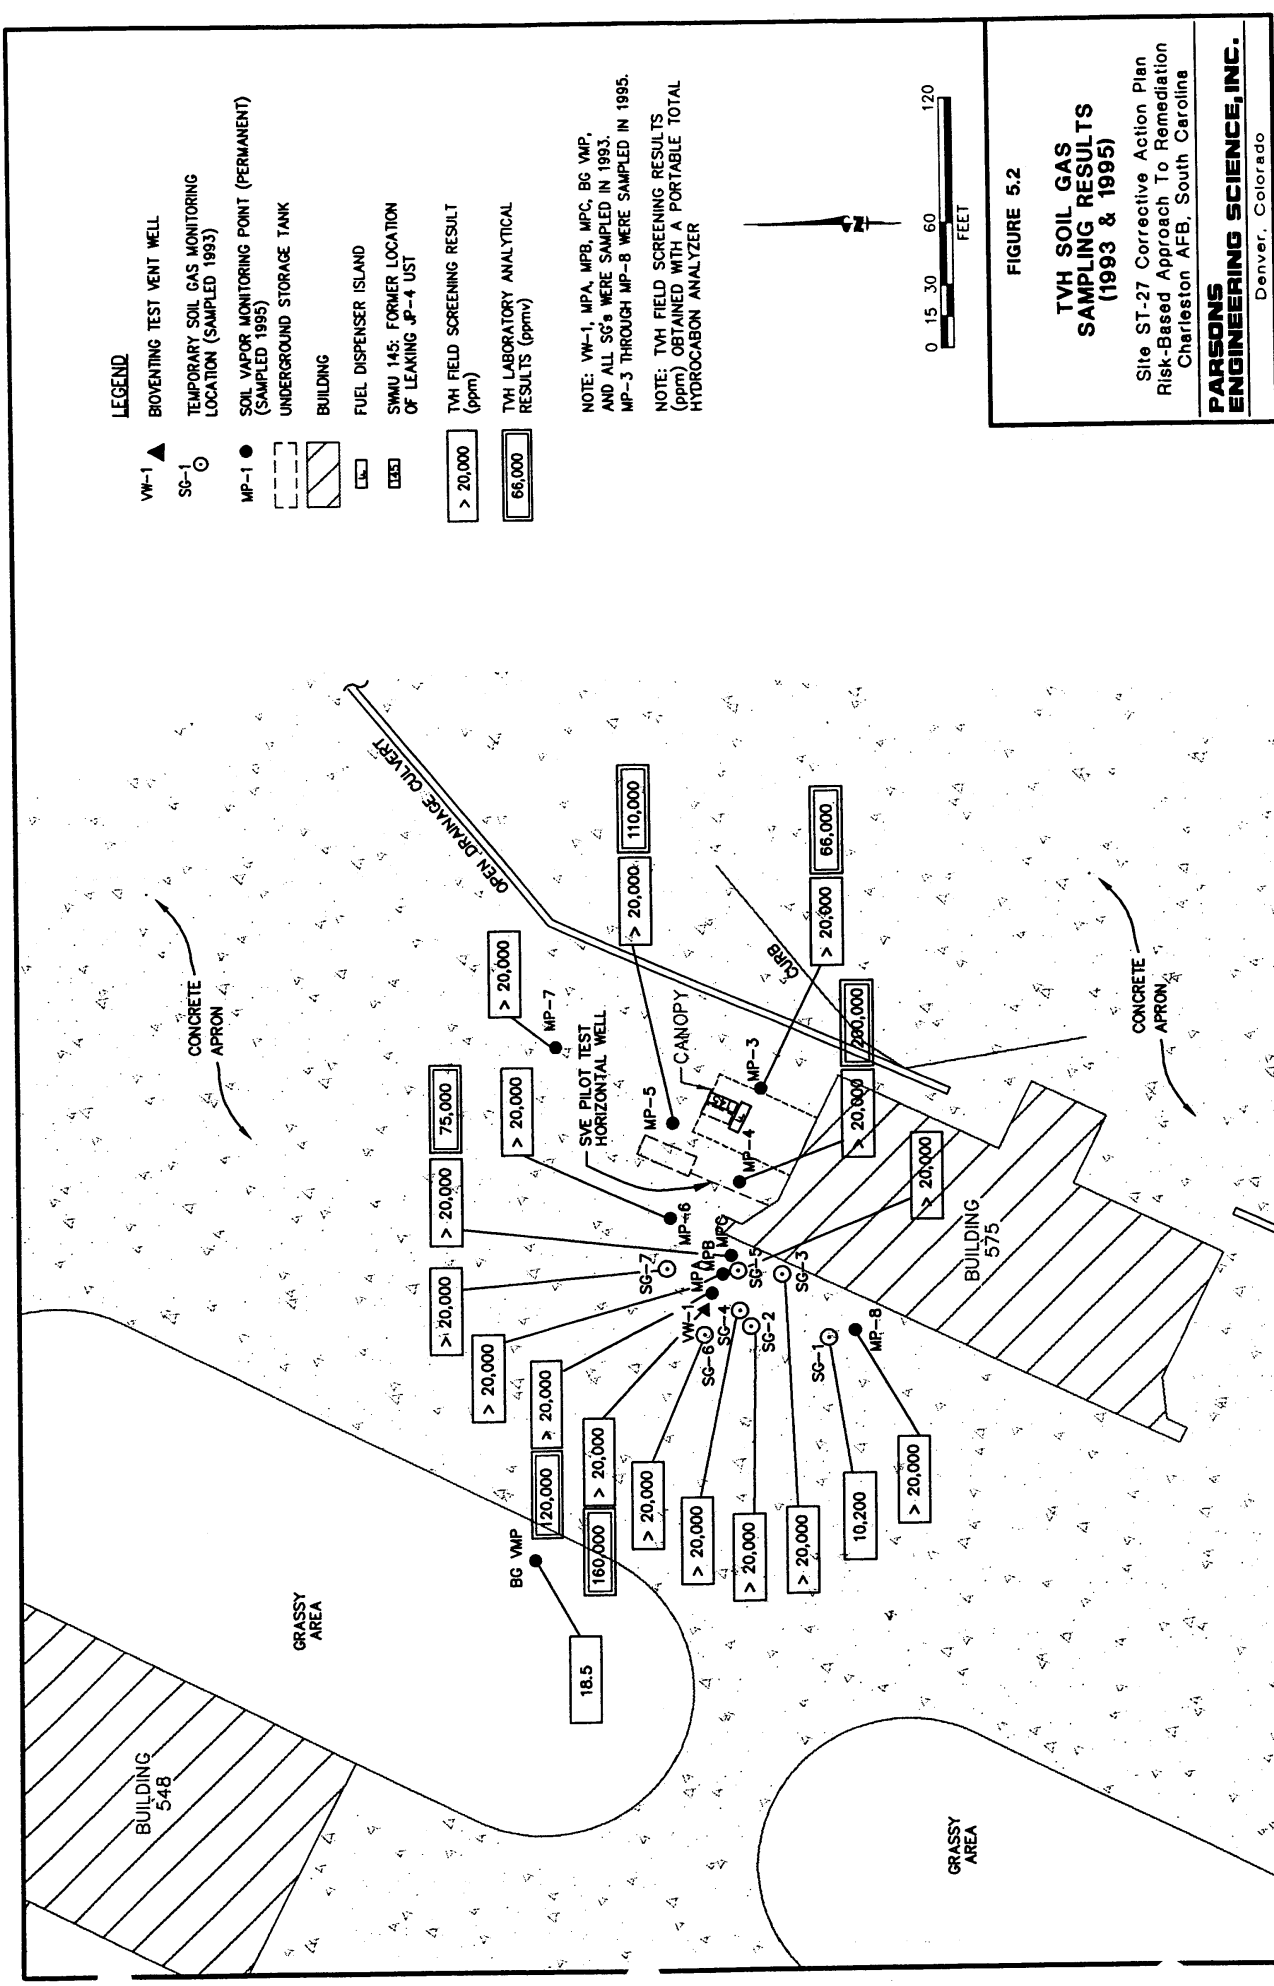 LEGEND
VW-1
BIOVENTING TEST VENT WELL
SG-1
TEMPORARY SOIL GAS MONITORING
LOCATION (SAMPLED 1993)
MP-1
SOIL VAPOR MONITORING POINT (PERMANENT)
(SAMPLED 1995)
UNDERGROUND STORAGE TANK
BUILDING
FUEL DISPENSER ISLAND
145
SWMU 145: FORMER LOCATION
OF LEAKING JP-4 UST
> 20,000
TVH FIELD SCREENING RESULT
(ppm)
66,000
TVH LABORATORY ANALYTICAL
RESULTS (ppmv)
NOTE: VW-1, MPA, MPB, MPC, BG VMP,
AND ALL SG's WERE SAMPLED IN 1993.
MP-3 THROUGH MP-8 WERE SAMPLED IN 1995.
NOTE: TVH FIELD SCREENING RESULTS
(ppm) OBTAINED WITH A PORTABLE TOTAL
HYDROCABON ANALYZER
N
0 15 30 60 120
FEET
BUILDING
548
GRASSY
AREA
CONCRETE
APRON
OPEN DRAINAGE CULVERT
> 20,000
75,000
> 20,000
> 20,000
MP-7
> 20,000
> 20,000
BG VMP
18.5
120,000
> 20,000
160,000
> 20,000
SVE PILOT TEST
HORIZONTAL WELL
> 20,000
110,000
MP-5
CANOPY
MP-6
SG-7
MPA
MPB
MPC
VW-1
SG-6
SG-4
SG-2
SG-5
SG-3
MP-4
MP-3
145
CURB
> 20,000
66,000
> 20,000
200,000
> 20,000
> 20,000
> 20,000
> 20,000
> 20,000
SG-1
MP-8
10,200
> 20,000
BUILDING
575
GRASSY
AREA
CONCRETE
APRON
FIGURE 5.2
TVH SOIL GAS
SAMPLING RESULTS
(1993 & 1995)
Site ST-27 Corrective Action Plan
Risk-Based Approach To Remediation
Charleston AFB, South Carolina
PARSONS
ENGINEERING SCIENCE, INC.
Denver, Colorado